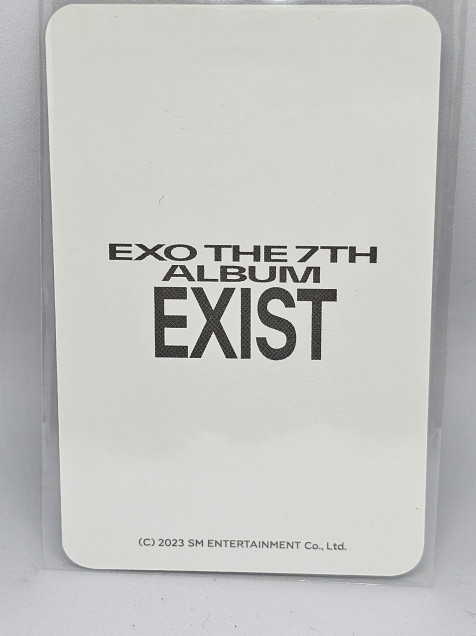 EXO THE 7TH
ALBUM
EXIST
(C) 2023 SM ENTERTAINMENT Co., Ltd.